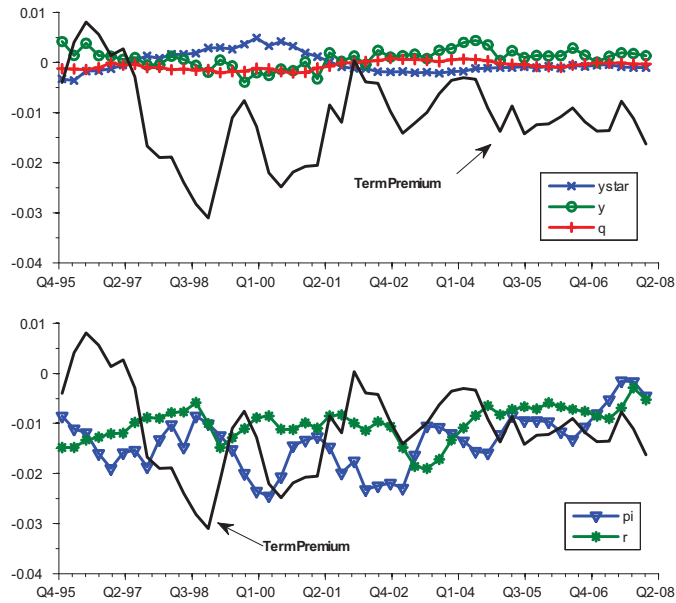 0.01
0
-0.01
-0.02
-0.03
-0.04
TermPremium
ystar
y
q
Q4-95 Q2-97 Q3-98 Q1-00 Q2-01 Q4-02 Q1-04 Q3-05 Q4-06 Q2-08
0.01
0
-0.01
-0.02
-0.03
-0.04
TermPremium
pi
r
Q4-95 Q2-97 Q3-98 Q1-00 Q2-01 Q4-02 Q1-04 Q3-05 Q4-06 Q2-08